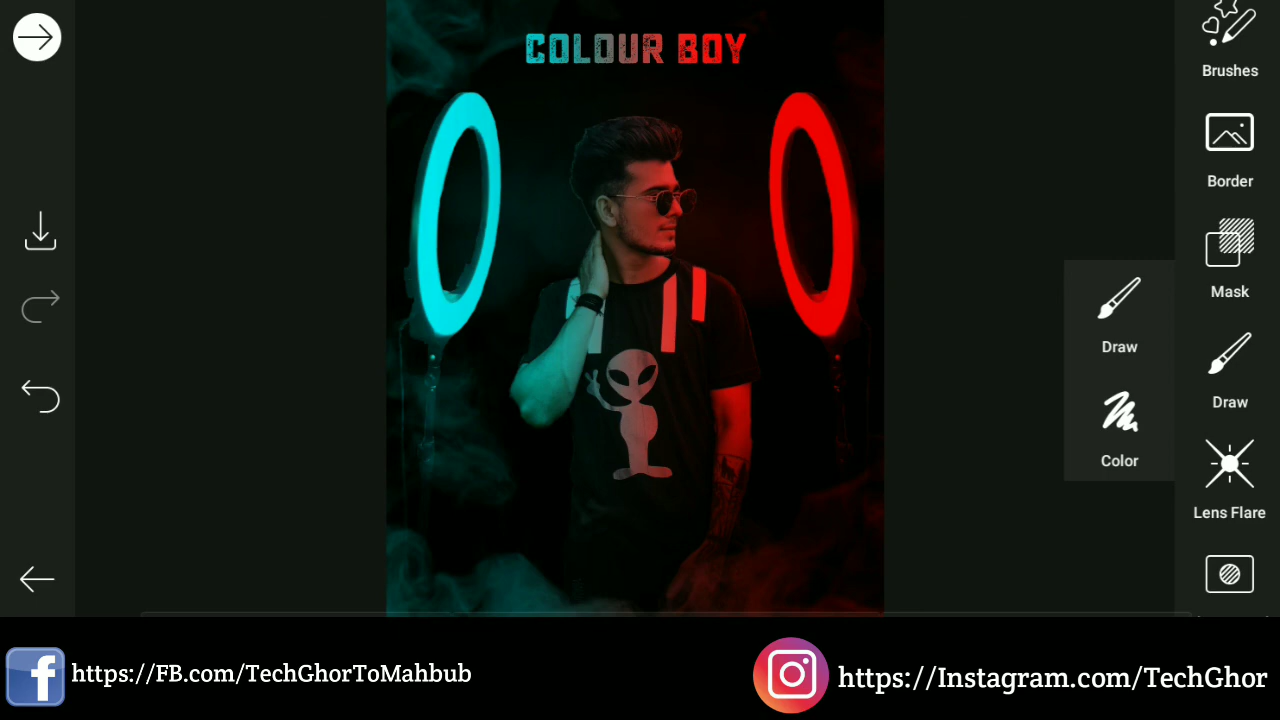 COLOUR BOY
Brushes
Border
Mask
Draw
Draw
Color
Lens Flare
https://FB.com/TechGhorToMahbub
https://Instagram.com/TechGhor